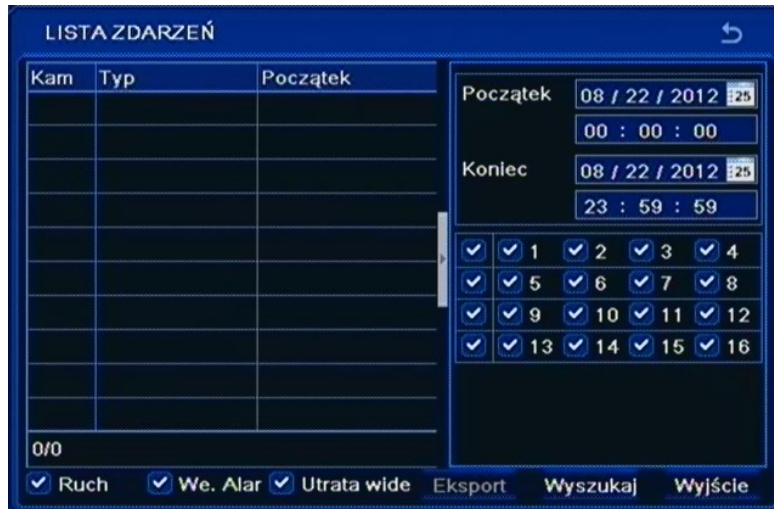 LISTA ZDARZEŃ
Kam Typ Początek
0/0
Początek 08 / 22 / 2012 25
00 : 00 : 00
Koniec 08 / 22 / 2012 25
23 : 59 : 59
1 2 3 4
5 6 7 8
9 10 11 12
13 14 15 16
Ruch We. Alar Utrata wide Eksport Wyszukaj Wyjście